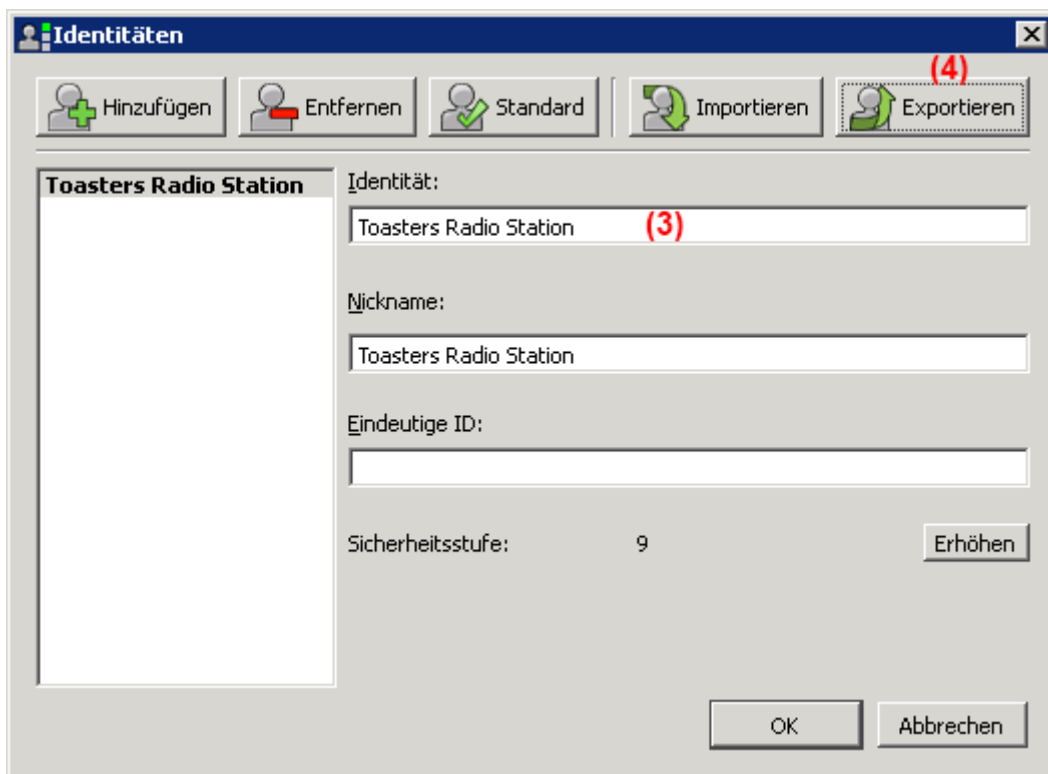 Identitäten
(4)
Hinzufügen Entfernen Standard Importieren Exportieren
Toasters Radio Station
Identität:
Toasters Radio Station (3)
Nickname:
Toasters Radio Station
Eindeutige ID:
Sicherheitsstufe: 9 Erhöhen
OK Abbrechen